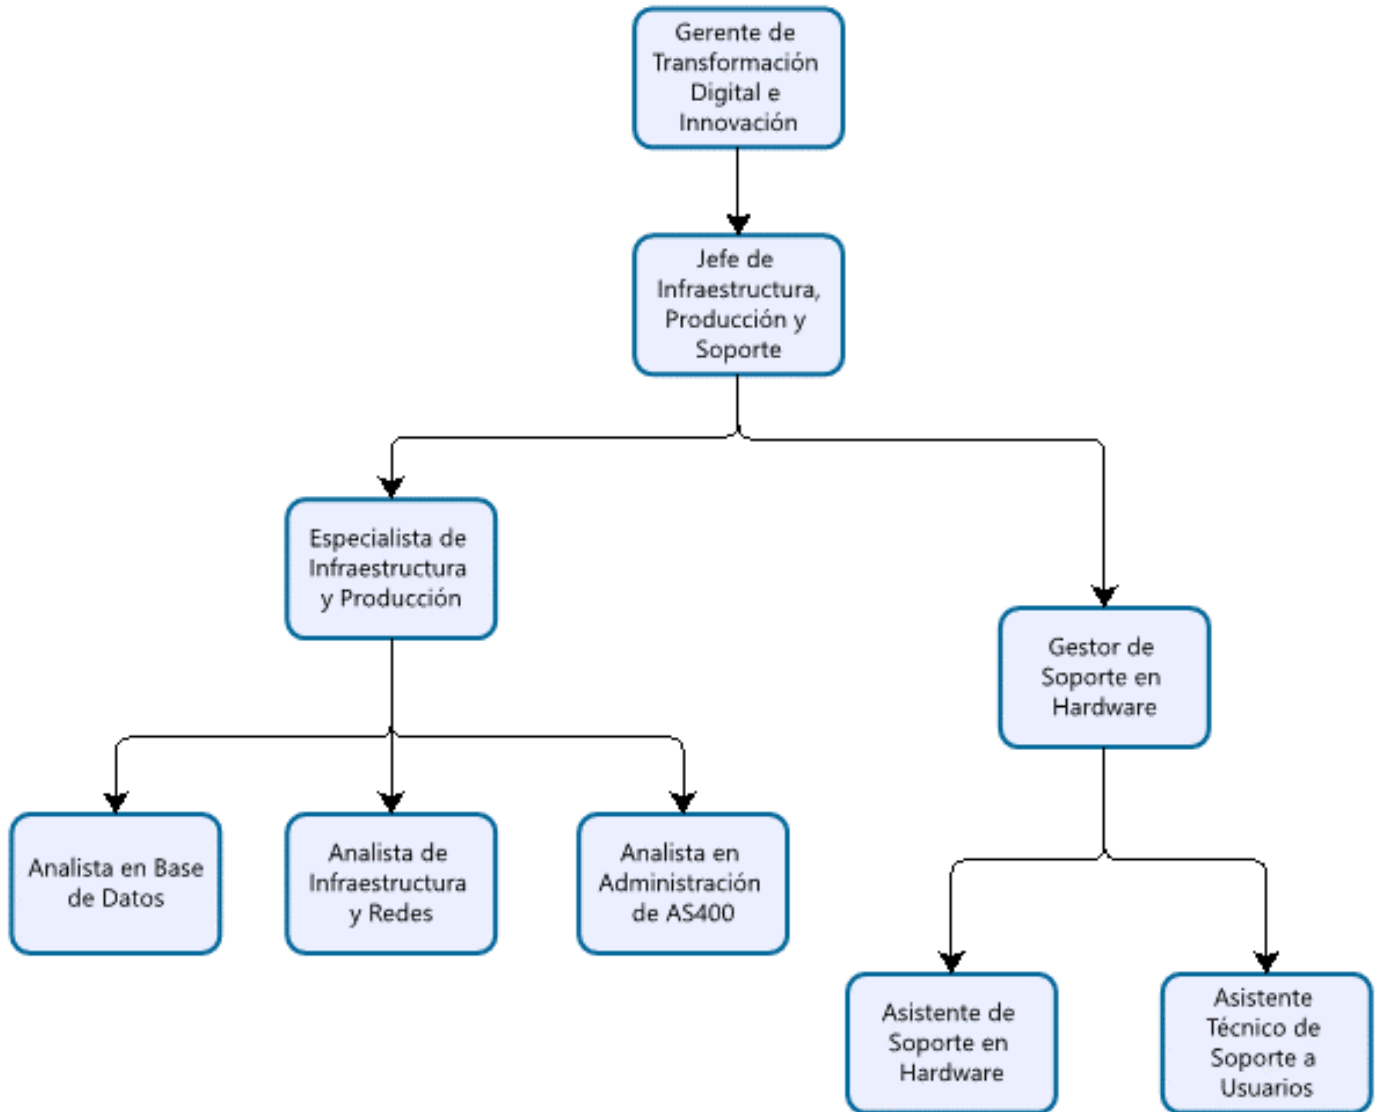 Gerente de
Transformación
Digital e
Innovación
Jefe de
Infraestructura,
Producción y
Soporte
Especialista de
Infraestructura
y Producción
Gestor de
Soporte en
Hardware
Analista en Base
de Datos
Analista de
Infraestructura
y Redes
Analista en
Administración
de AS400
Asistente de
Soporte en
Hardware
Asistente
Técnico de
Soporte a
Usuarios